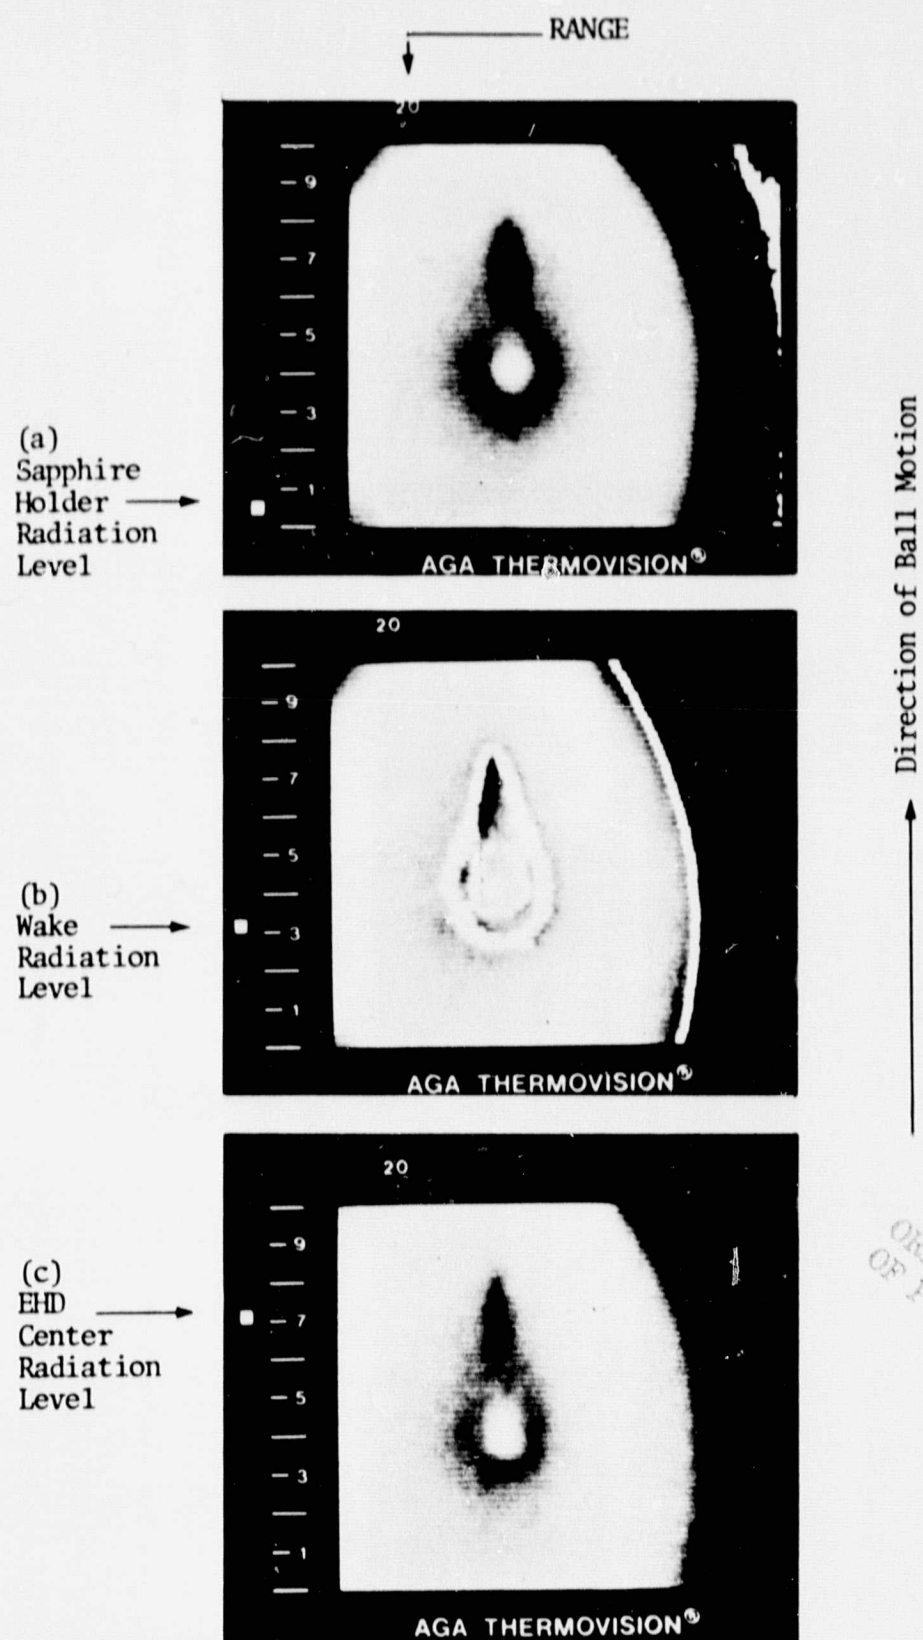 RANGE
20
9
7
5
3
1
AGA THERMOVISION®
(a)
Sapphire
Holder
Radiation
Level
20
9
7
5
3
1
AGA THERMOVISION®
(b)
Wake
Radiation
Level
20
9
7
5
3
1
AGA THERMOVISION®
(c)
EHD
Center
Radiation
Level
Direction of Ball Motion